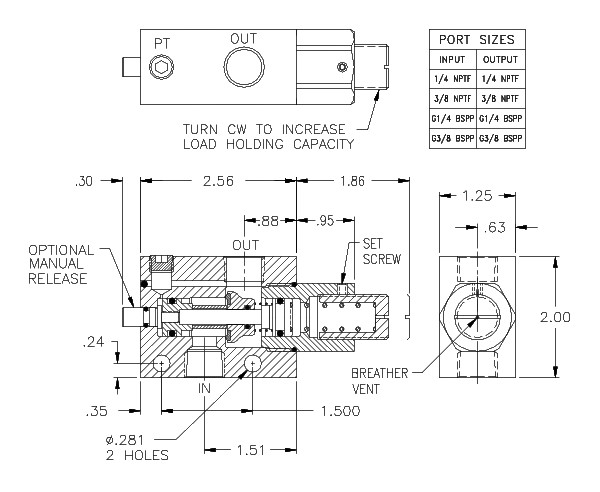 PT
OUT
TURN CW TO INCREASE
LOAD HOLDING CAPACITY
PORT SIZES
INPUT OUTPUT
1/4 NPTF 1/4 NPTF
3/8 NPTF 3/8 NPTF
G1/4 BSPP G1/4 BSPP
G3/8 BSPP G3/8 BSPP
.30
2.56
1.86
1.25
.88
.95
.63
OUT
SET
SCREW
OPTIONAL
MANUAL
RELEASE
2.00
.24
BREATHER
VENT
IN
.35
1.500
ø.281
2 HOLES
1.51